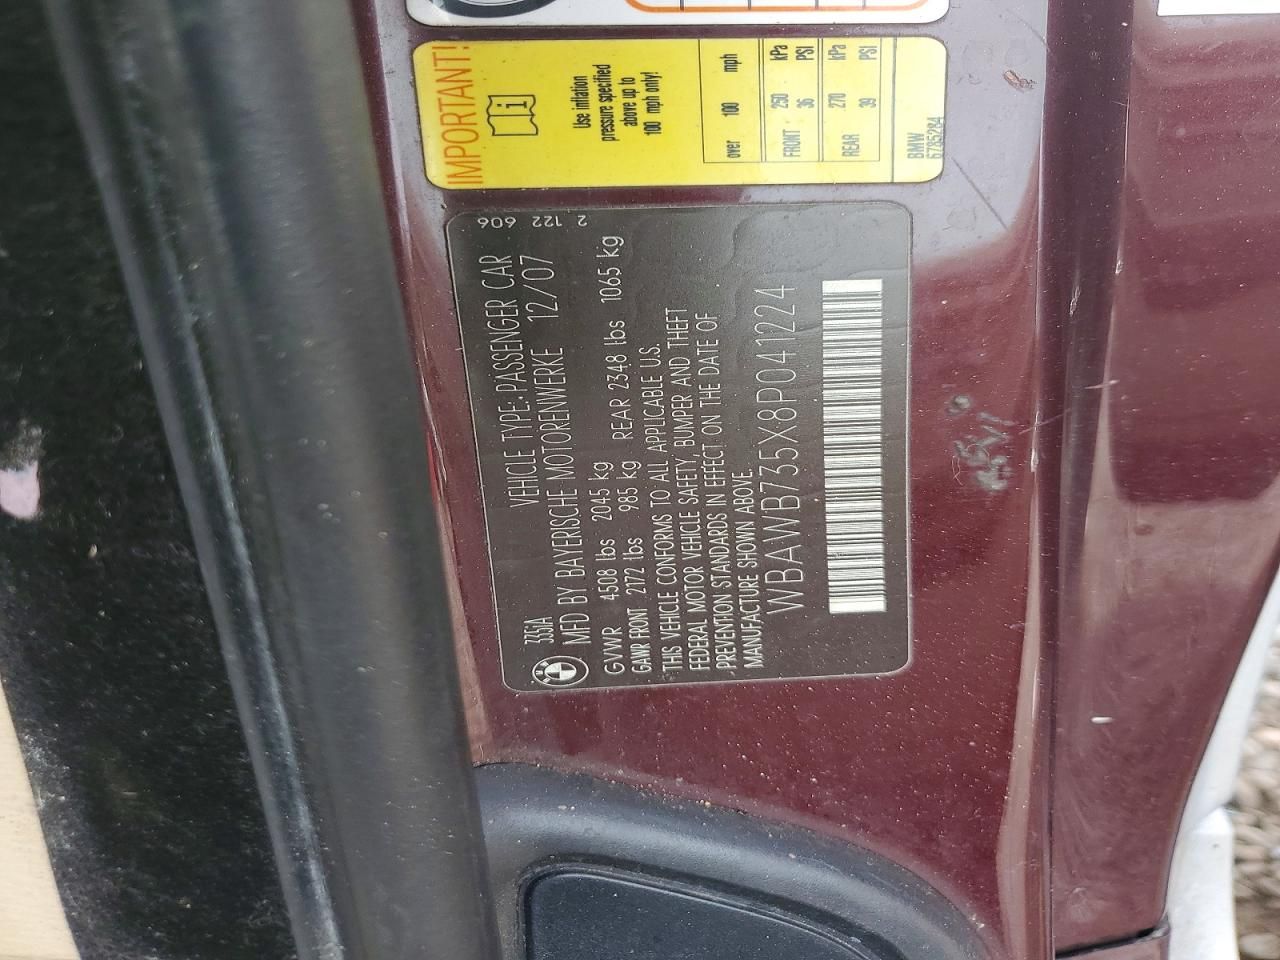 IMPORTANT!
i
Use inflation
pressure specified
above up to
100 mph only!
over 100 mph
FRONT 250 kPa
36 PSI
REAR 270 kPa
39 PSI
BMW
6785284
606
122
2
335iA VEHICLE TYPE: PASSENGER CAR
MFD BY BAYERISCHE MOTORENWERKE 12/07
GVWR 4508 lbs 2045 kg
GAWR FRONT 2172 lbs 985 kg REAR 2348 lbs 1065 kg
THIS VEHICLE CONFORMS TO ALL APPLICABLE U.S.
FEDERAL MOTOR VEHICLE SAFETY, BUMPER AND THEFT
PREVENTION STANDARDS IN EFFECT ON THE DATE OF
MANUFACTURE SHOWN ABOVE.
WBAWB735X8P041224